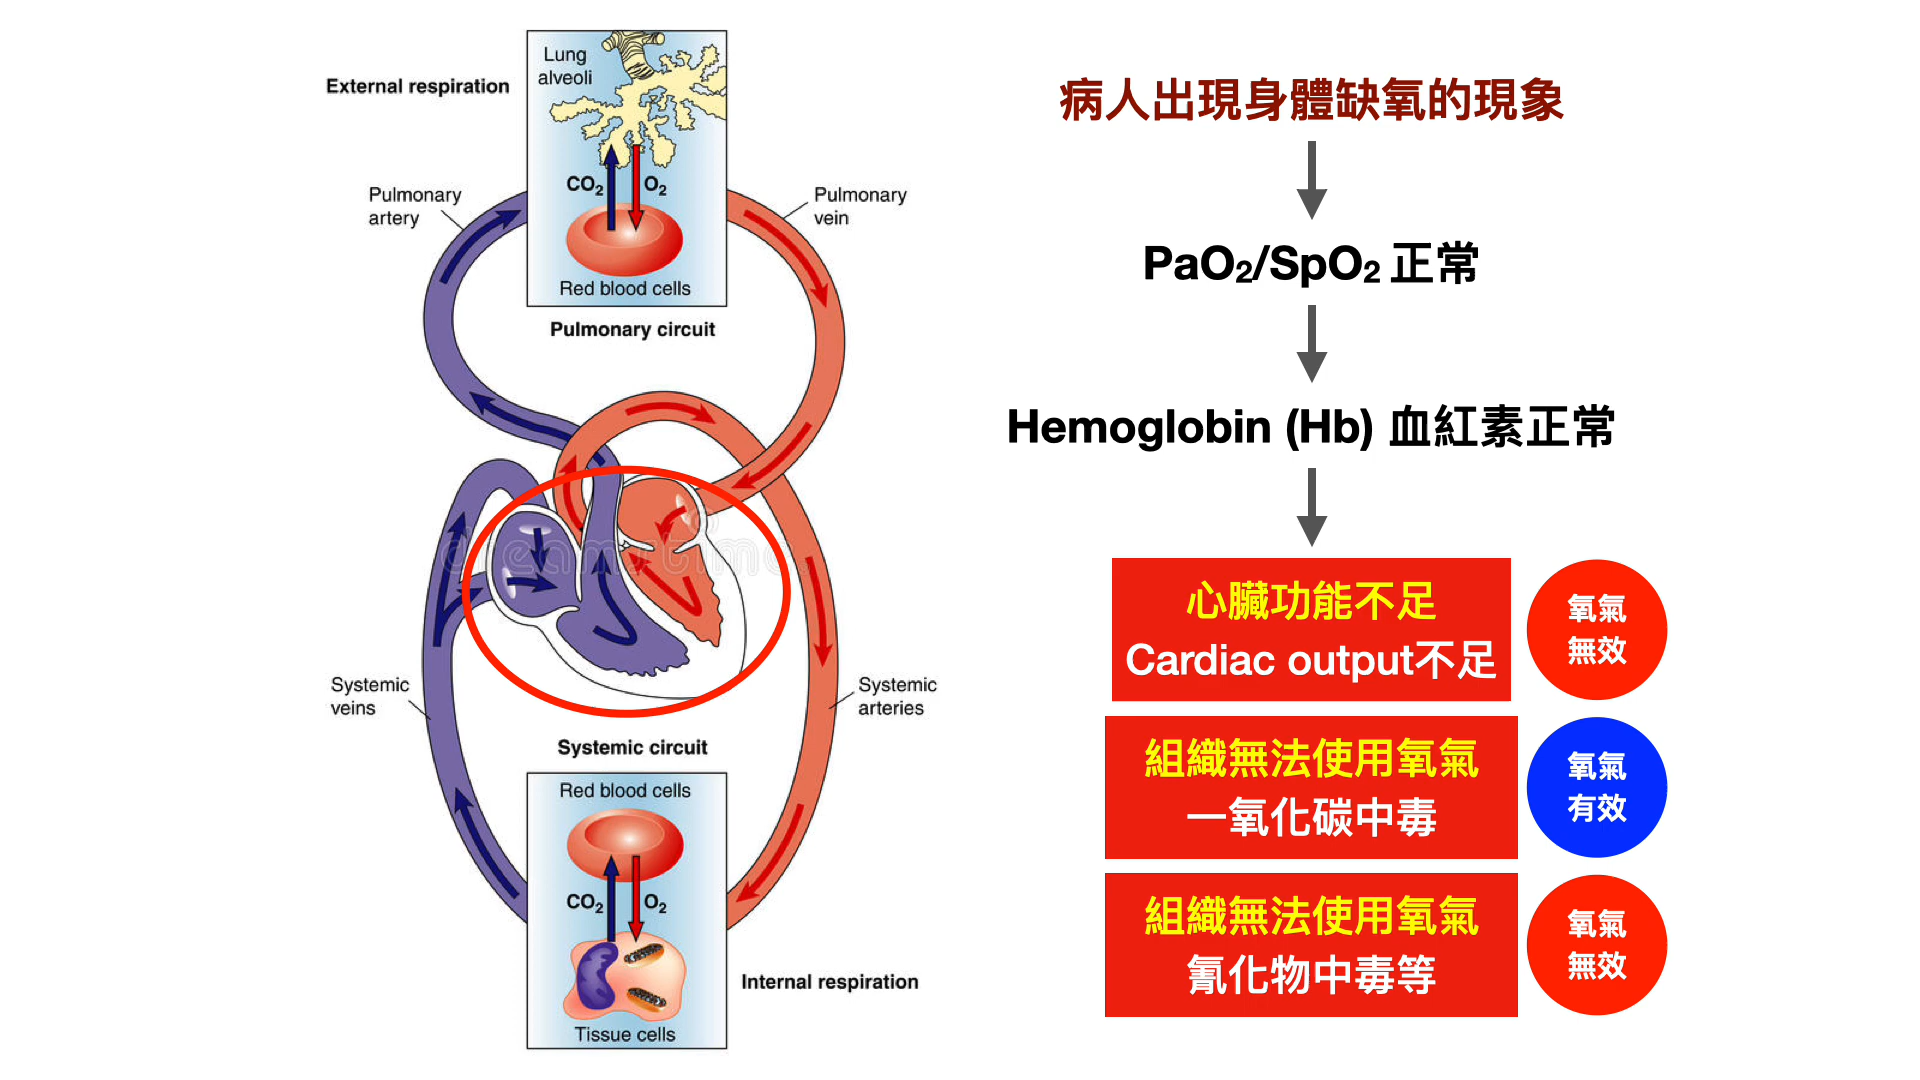 Lung
alveoli
External respiration
CO2
O2
Pulmonary
artery
Pulmonary
vein
Red blood cells
Pulmonary circuit
dreamstime
Systemic
veins
Systemic
arteries
Systemic circuit
Red blood cells
CO2
O2
Internal respiration
Tissue cells
病人出現身體缺氧的現象
PaO2/SpO2 正常
Hemoglobin (Hb) 血紅素正常
心臟功能不足
Cardiac output不足
氧氣
無效
組織無法使用氧氣
一氧化碳中毒
氧氣
有效
組織無法使用氧氣
氰化物中毒等
氧氣
無效